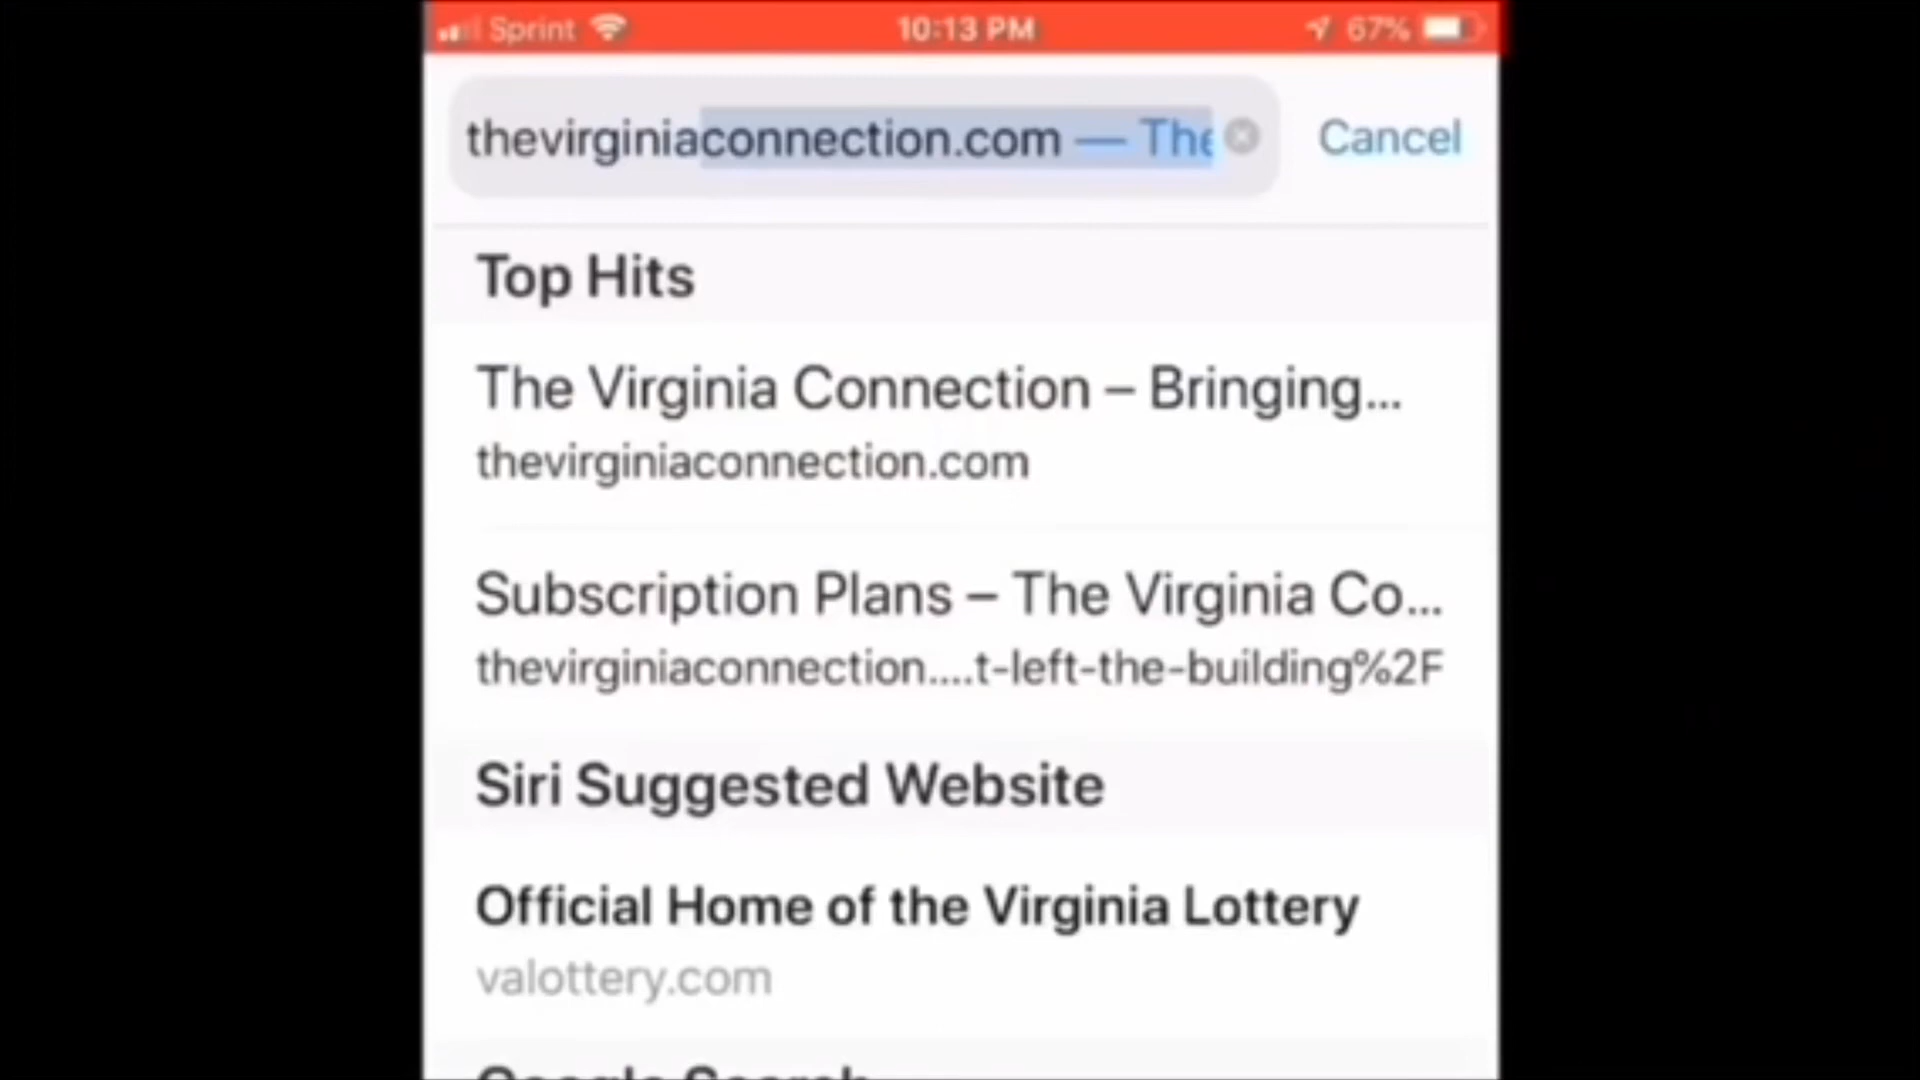 Sprint 10:13 PM 67%
thevirginiaconnection.com — The Cancel
Top Hits
The Virginia Connection – Bringing...
thevirginiaconnection.com
Subscription Plans – The Virginia Co...
thevirginiaconnection....t-left-the-building%2F
Siri Suggested Website
Official Home of the Virginia Lottery
valottery.com
Google Search